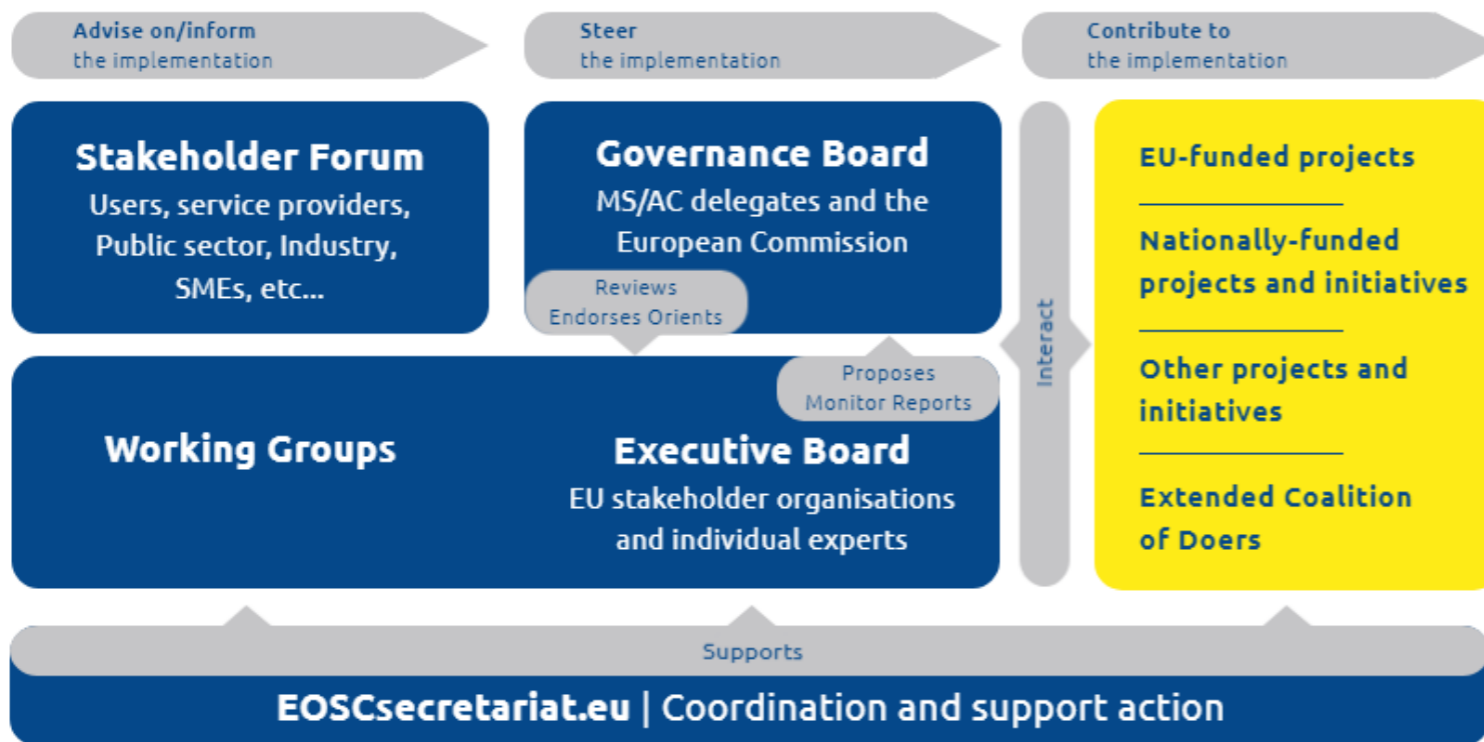 Advise on/inform
the implementation
Steer
the implementation
Contribute to
the implementation
Stakeholder Forum
Users, service providers,
Public sector, Industry,
SMEs, etc...
Governance Board
MS/AC delegates and the
European Commission
Reviews
Endorses Orients
Proposes
Monitor Reports
Working Groups
Executive Board
EU stakeholder organisations
and individual experts
Interact
EU-funded projects
Nationally-funded
projects and initiatives
Other projects and
initiatives
Extended Coalition
of Doers
Supports
EOSCsecretariat.eu | Coordination and support action